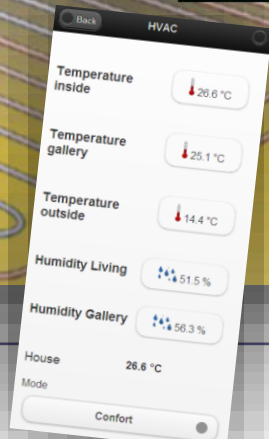 Back
HVAC
Temperature
inside
26.6 °C
Temperature
gallery
25.1 °C
Temperature
outside
14.4 °C
Humidity Living
51.5 %
Humidity Gallery
56.3 %
House
26.6 °C
Mode
Confort